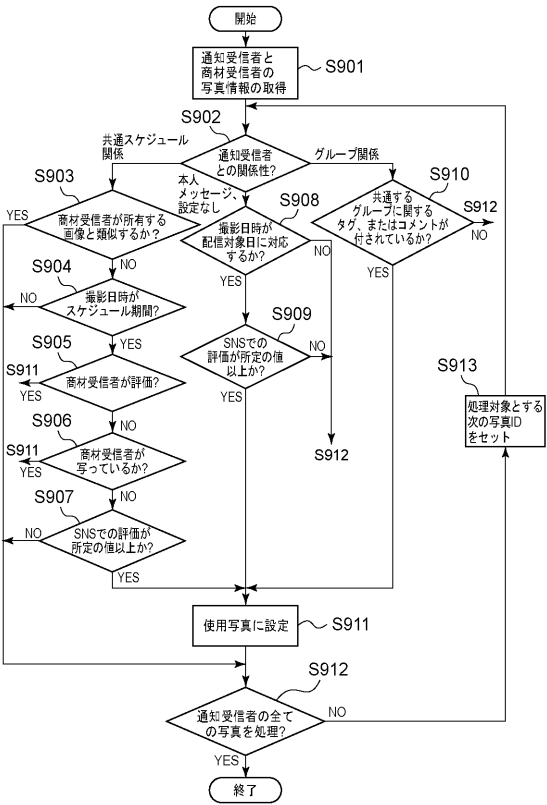 開始
通知受信者と
商材受信者の
写真情報の取得
S901
S902
通知受信者
との関係性?
共通スケジュール
関係
本人
メッセージ、
設定なし
グループ関係
S903
商材受信者が所有する
画像と類似するか?
YES
NO
S904
撮影日時が
スケジュール期間?
NO
YES
S905
商材受信者が評価?
S911
YES
NO
S906
商材受信者が
写っているか?
S911
YES
NO
S907
SNSでの評価が
所定の値以上か?
NO
YES
S908
撮影日時が
配信対象日に対応
するか?
NO
YES
S909
SNSでの
評価が所定の値
以上か?
NO
YES
S912
S910
共通する
グループに関する
タグ、またはコメントが
付されているか?
S912
NO
YES
S913
処理対象とする
次の写真ID
をセット
使用写真に設定
S911
S912
通知受信者の全て
の写真を処理?
NO
YES
終了